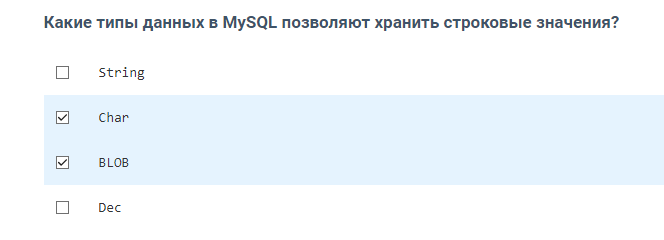 Какие типы данных в MySQL позволяют хранить строковые значения?
String
Char
BLOB
Dec